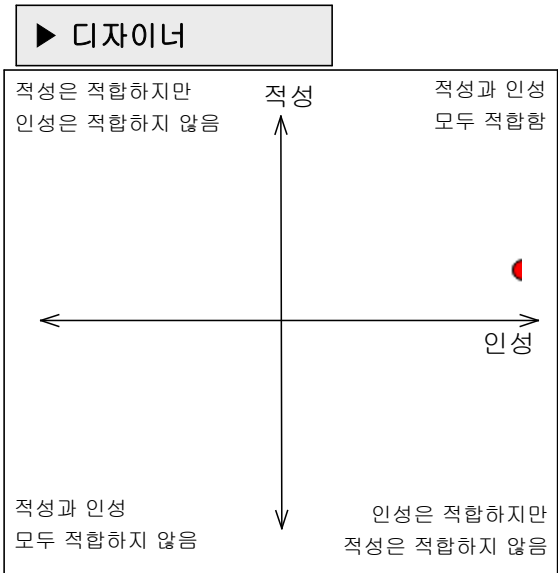 ▶ 디자이너
적성은 적합하지만
인성은 적합하지 않음
적성
적성과 인성
모두 적합함
인성
적성과 인성
모두 적합하지 않음
인성은 적합하지만
적성은 적합하지 않음